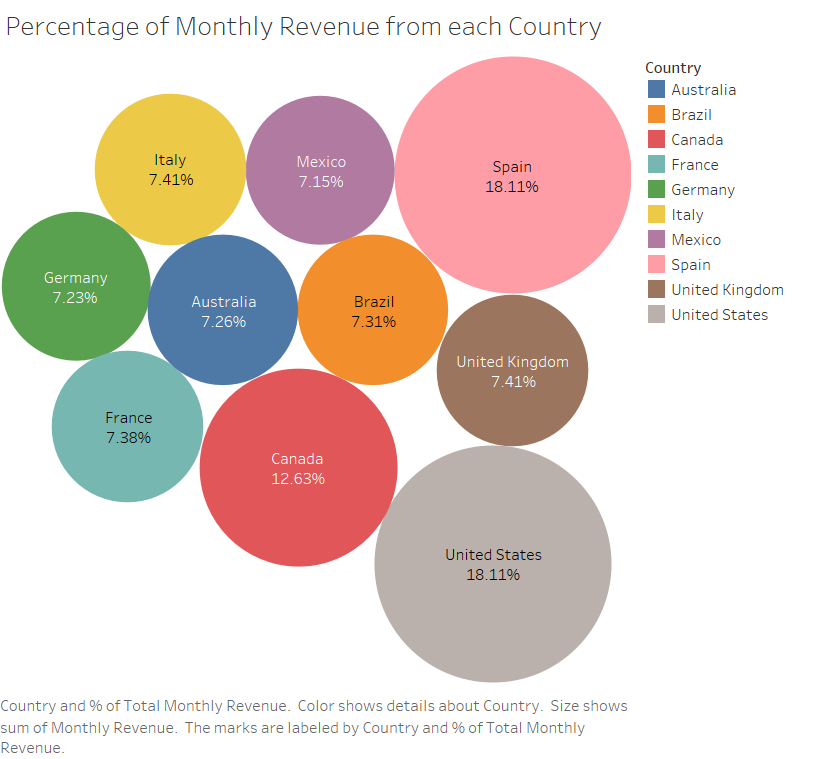 Percentage of Monthly Revenue from each Country
Country
Australia
Brazil
Canada
France
Germany
Italy
Mexico
Spain
United Kingdom
United States
Italy
7.41%
Mexico
7.15%
Spain
18.11%
Germany
7.23%
Australia
7.26%
Brazil
7.31%
United Kingdom
7.41%
France
7.38%
Canada
12.63%
United States
18.11%
Country and % of Total Monthly Revenue.  Color shows details about Country.  Size shows
sum of Monthly Revenue.  The marks are labeled by Country and % of Total Monthly
Revenue.